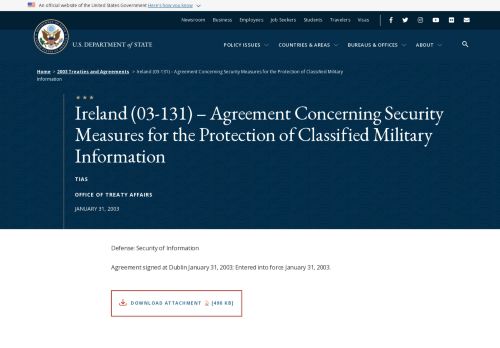 An official website of the United States Government Here's how you know
Newsroom Business Employees Job Seekers Students Travelers Visas
U.S. DEPARTMENT of STATE
POLICY ISSUES COUNTRIES & AREAS BUREAUS & OFFICES ABOUT
Home > 2003 Treaties and Agreements > Ireland (03-131) – Agreement Concerning Security Measures for the Protection of Classified Military
Information
Ireland (03-131) – Agreement Concerning Security
Measures for the Protection of Classified Military
Information
TIAS
OFFICE OF TREATY AFFAIRS
JANUARY 31, 2003
Defense: Security of Information
Agreement signed at Dublin January 31, 2003; Entered into force January 31, 2003.
DOWNLOAD ATTACHMENT [490 KB]